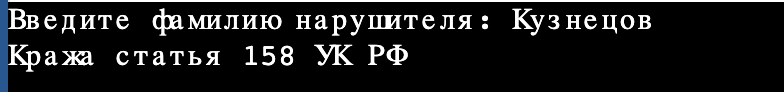 Введите фамилию нарушителя: Кузнецов
Кража статья 158 УК РФ